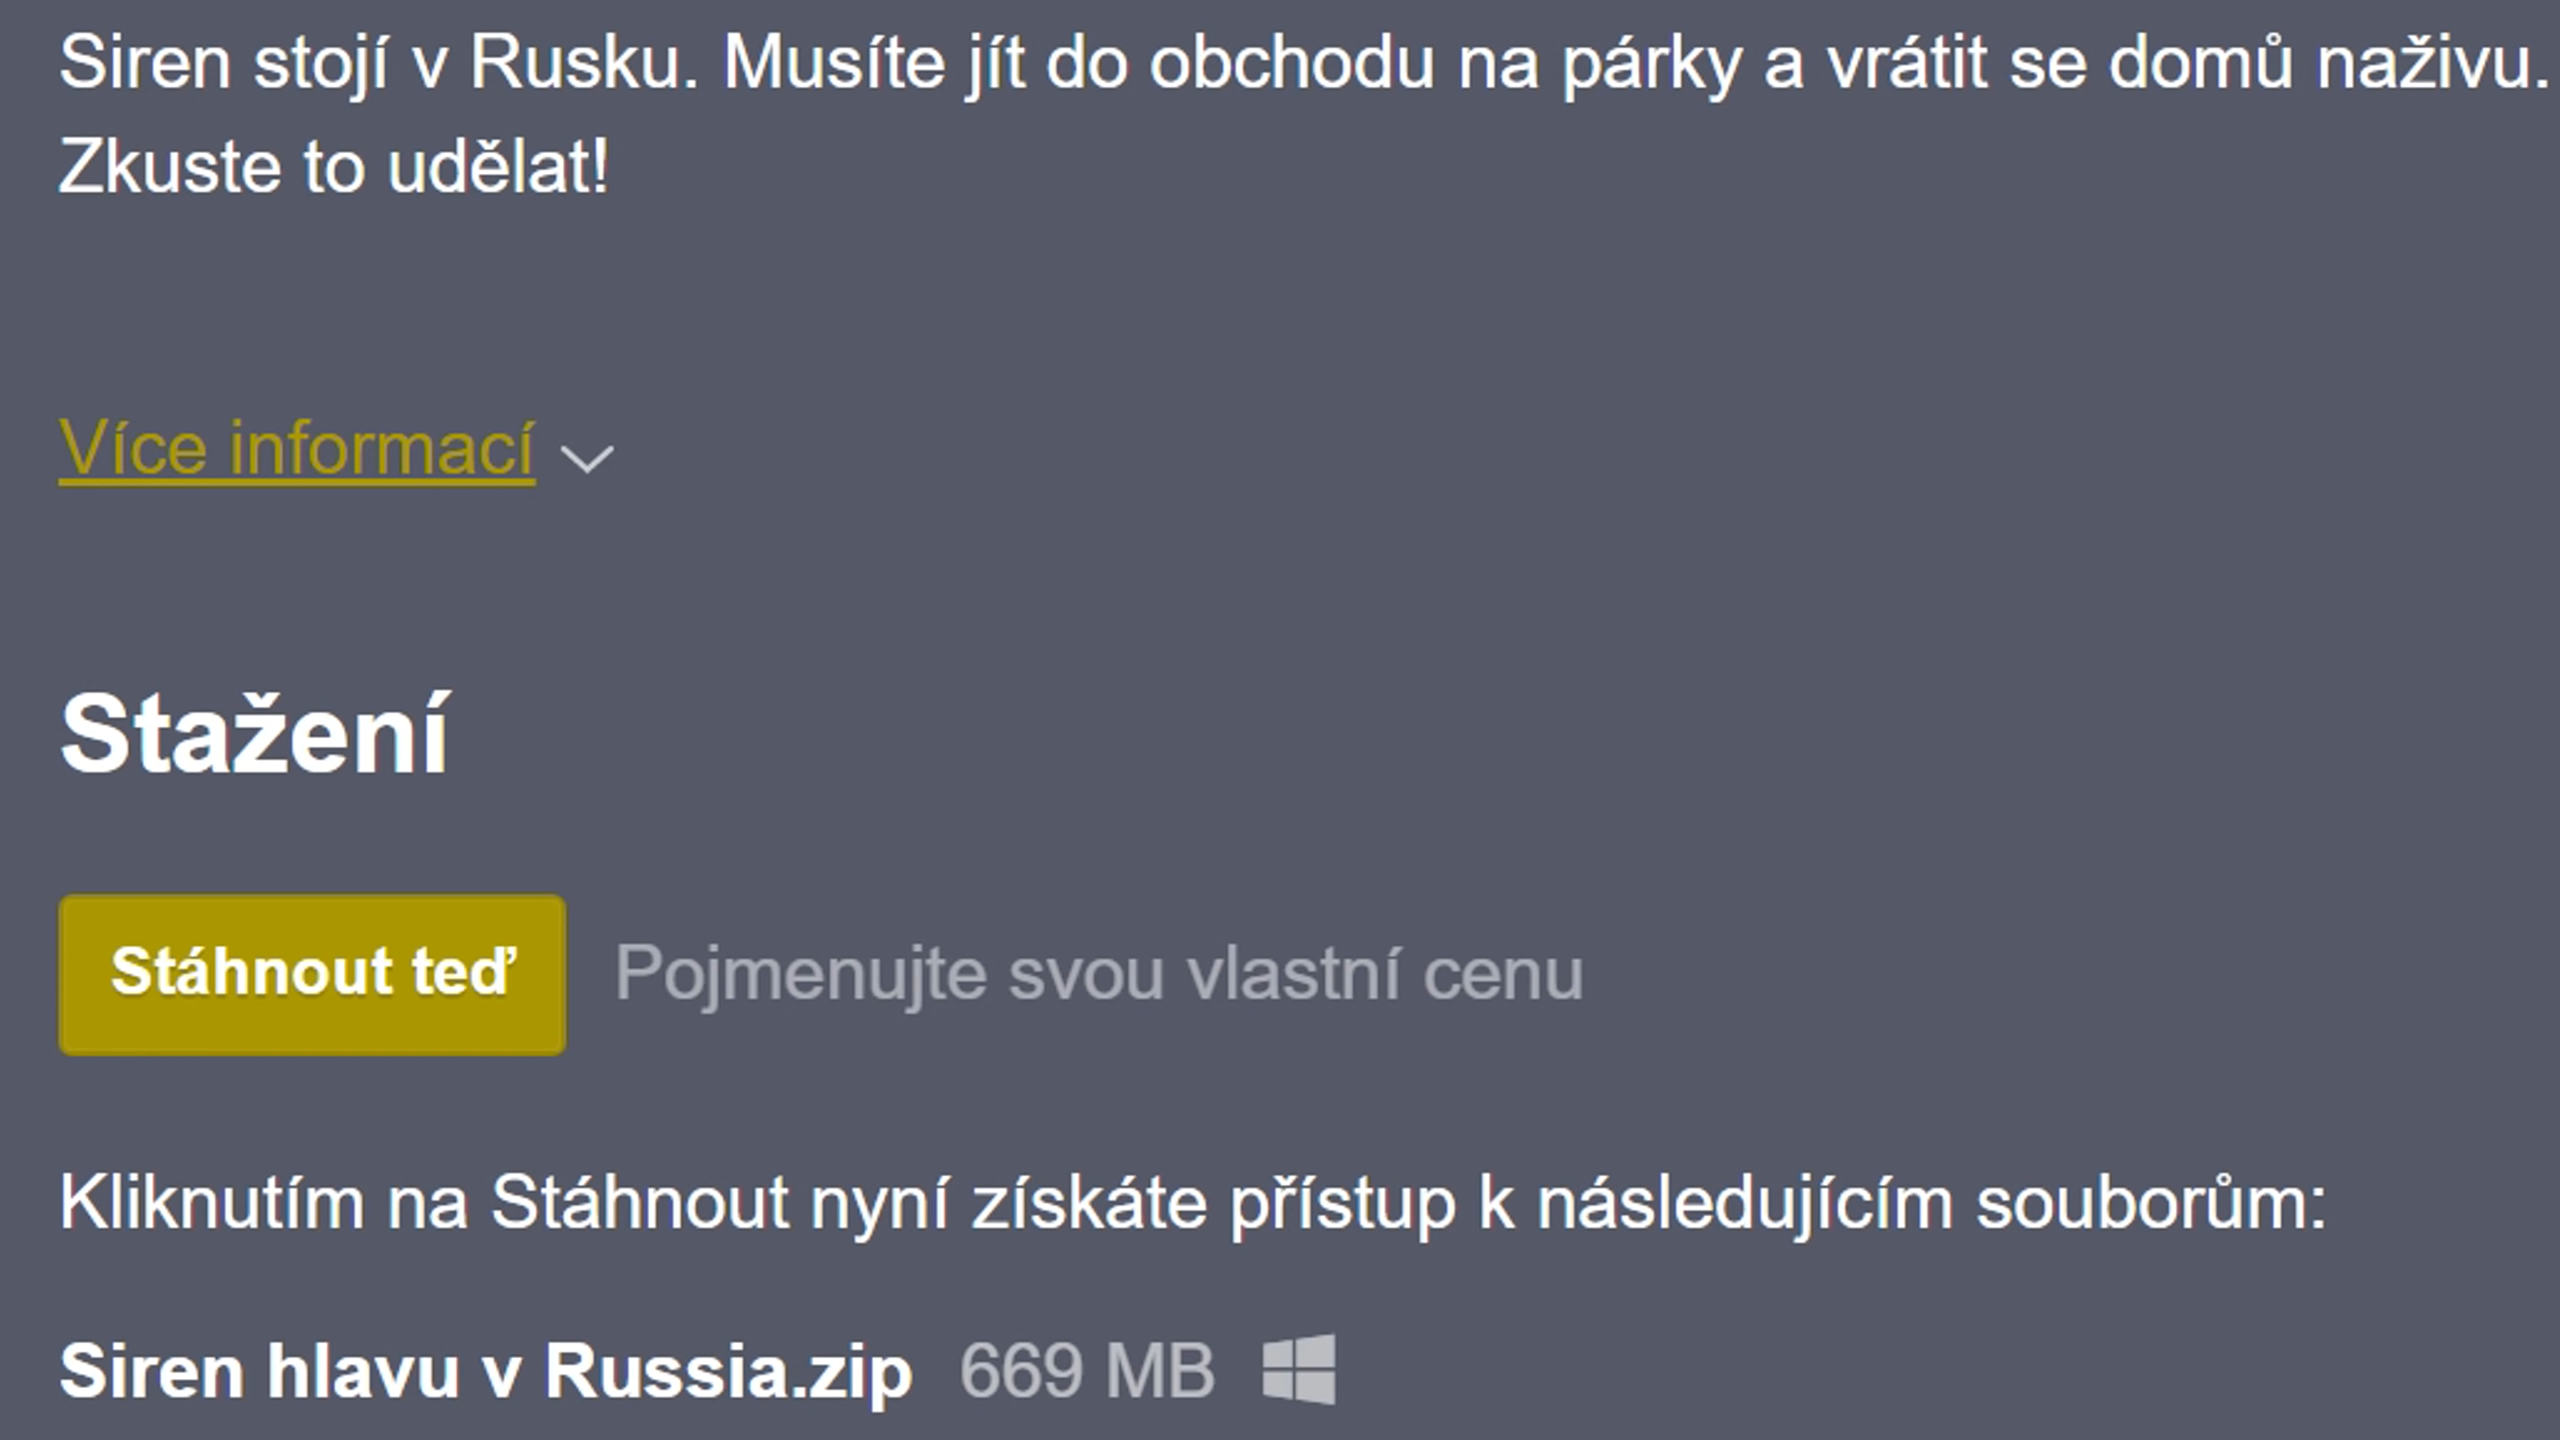 Siren stojí v Rusku. Musíte jít do obchodu na párky a vrátit se domů naživu.
Zkuste to udělat!
Více informací
Stažení
Stáhnout teď
Pojmenujte svou vlastní cenu
Kliknutím na Stáhnout nyní získáte přístup k následujícím souborům:
Siren hlavu v Russia.zip 669 MB